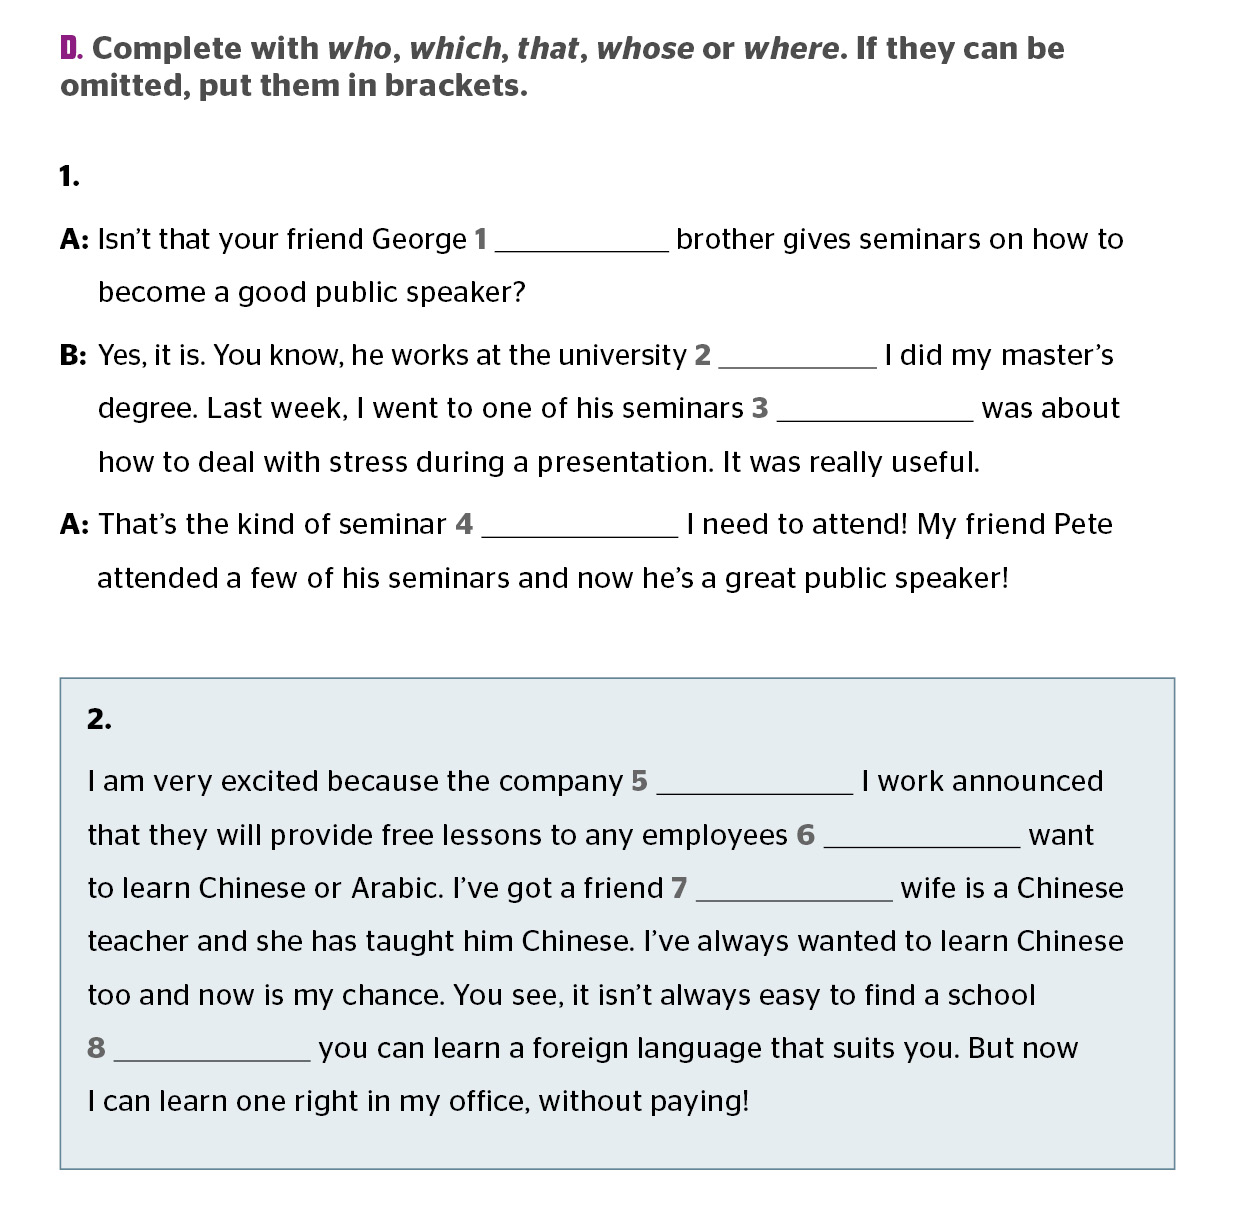 D. Complete with who, which, that, whose or where. If they can be
omitted, put them in brackets.
1.
A: Isn't that your friend George 1 ____________ brother gives seminars on how to
become a good public speaker?
B: Yes, it is. You know, he works at the university 2 ___________ I did my master's
degree. Last week, I went to one of his seminars 3 ______________ was about
how to deal with stress during a presentation. It was really useful.
A: That's the kind of seminar 4 ______________ I need to attend! My friend Pete
attended a few of his seminars and now he's a great public speaker!
2.
I am very excited because the company 5 ______________ I work announced
that they will provide free lessons to any employees 6 ______________ want
to learn Chinese or Arabic. I've got a friend 7 ______________ wife is a Chinese
teacher and she has taught him Chinese. I've always wanted to learn Chinese
too and now is my chance. You see, it isn't always easy to find a school
8 ______________ you can learn a foreign language that suits you. But now
I can learn one right in my office, without paying!